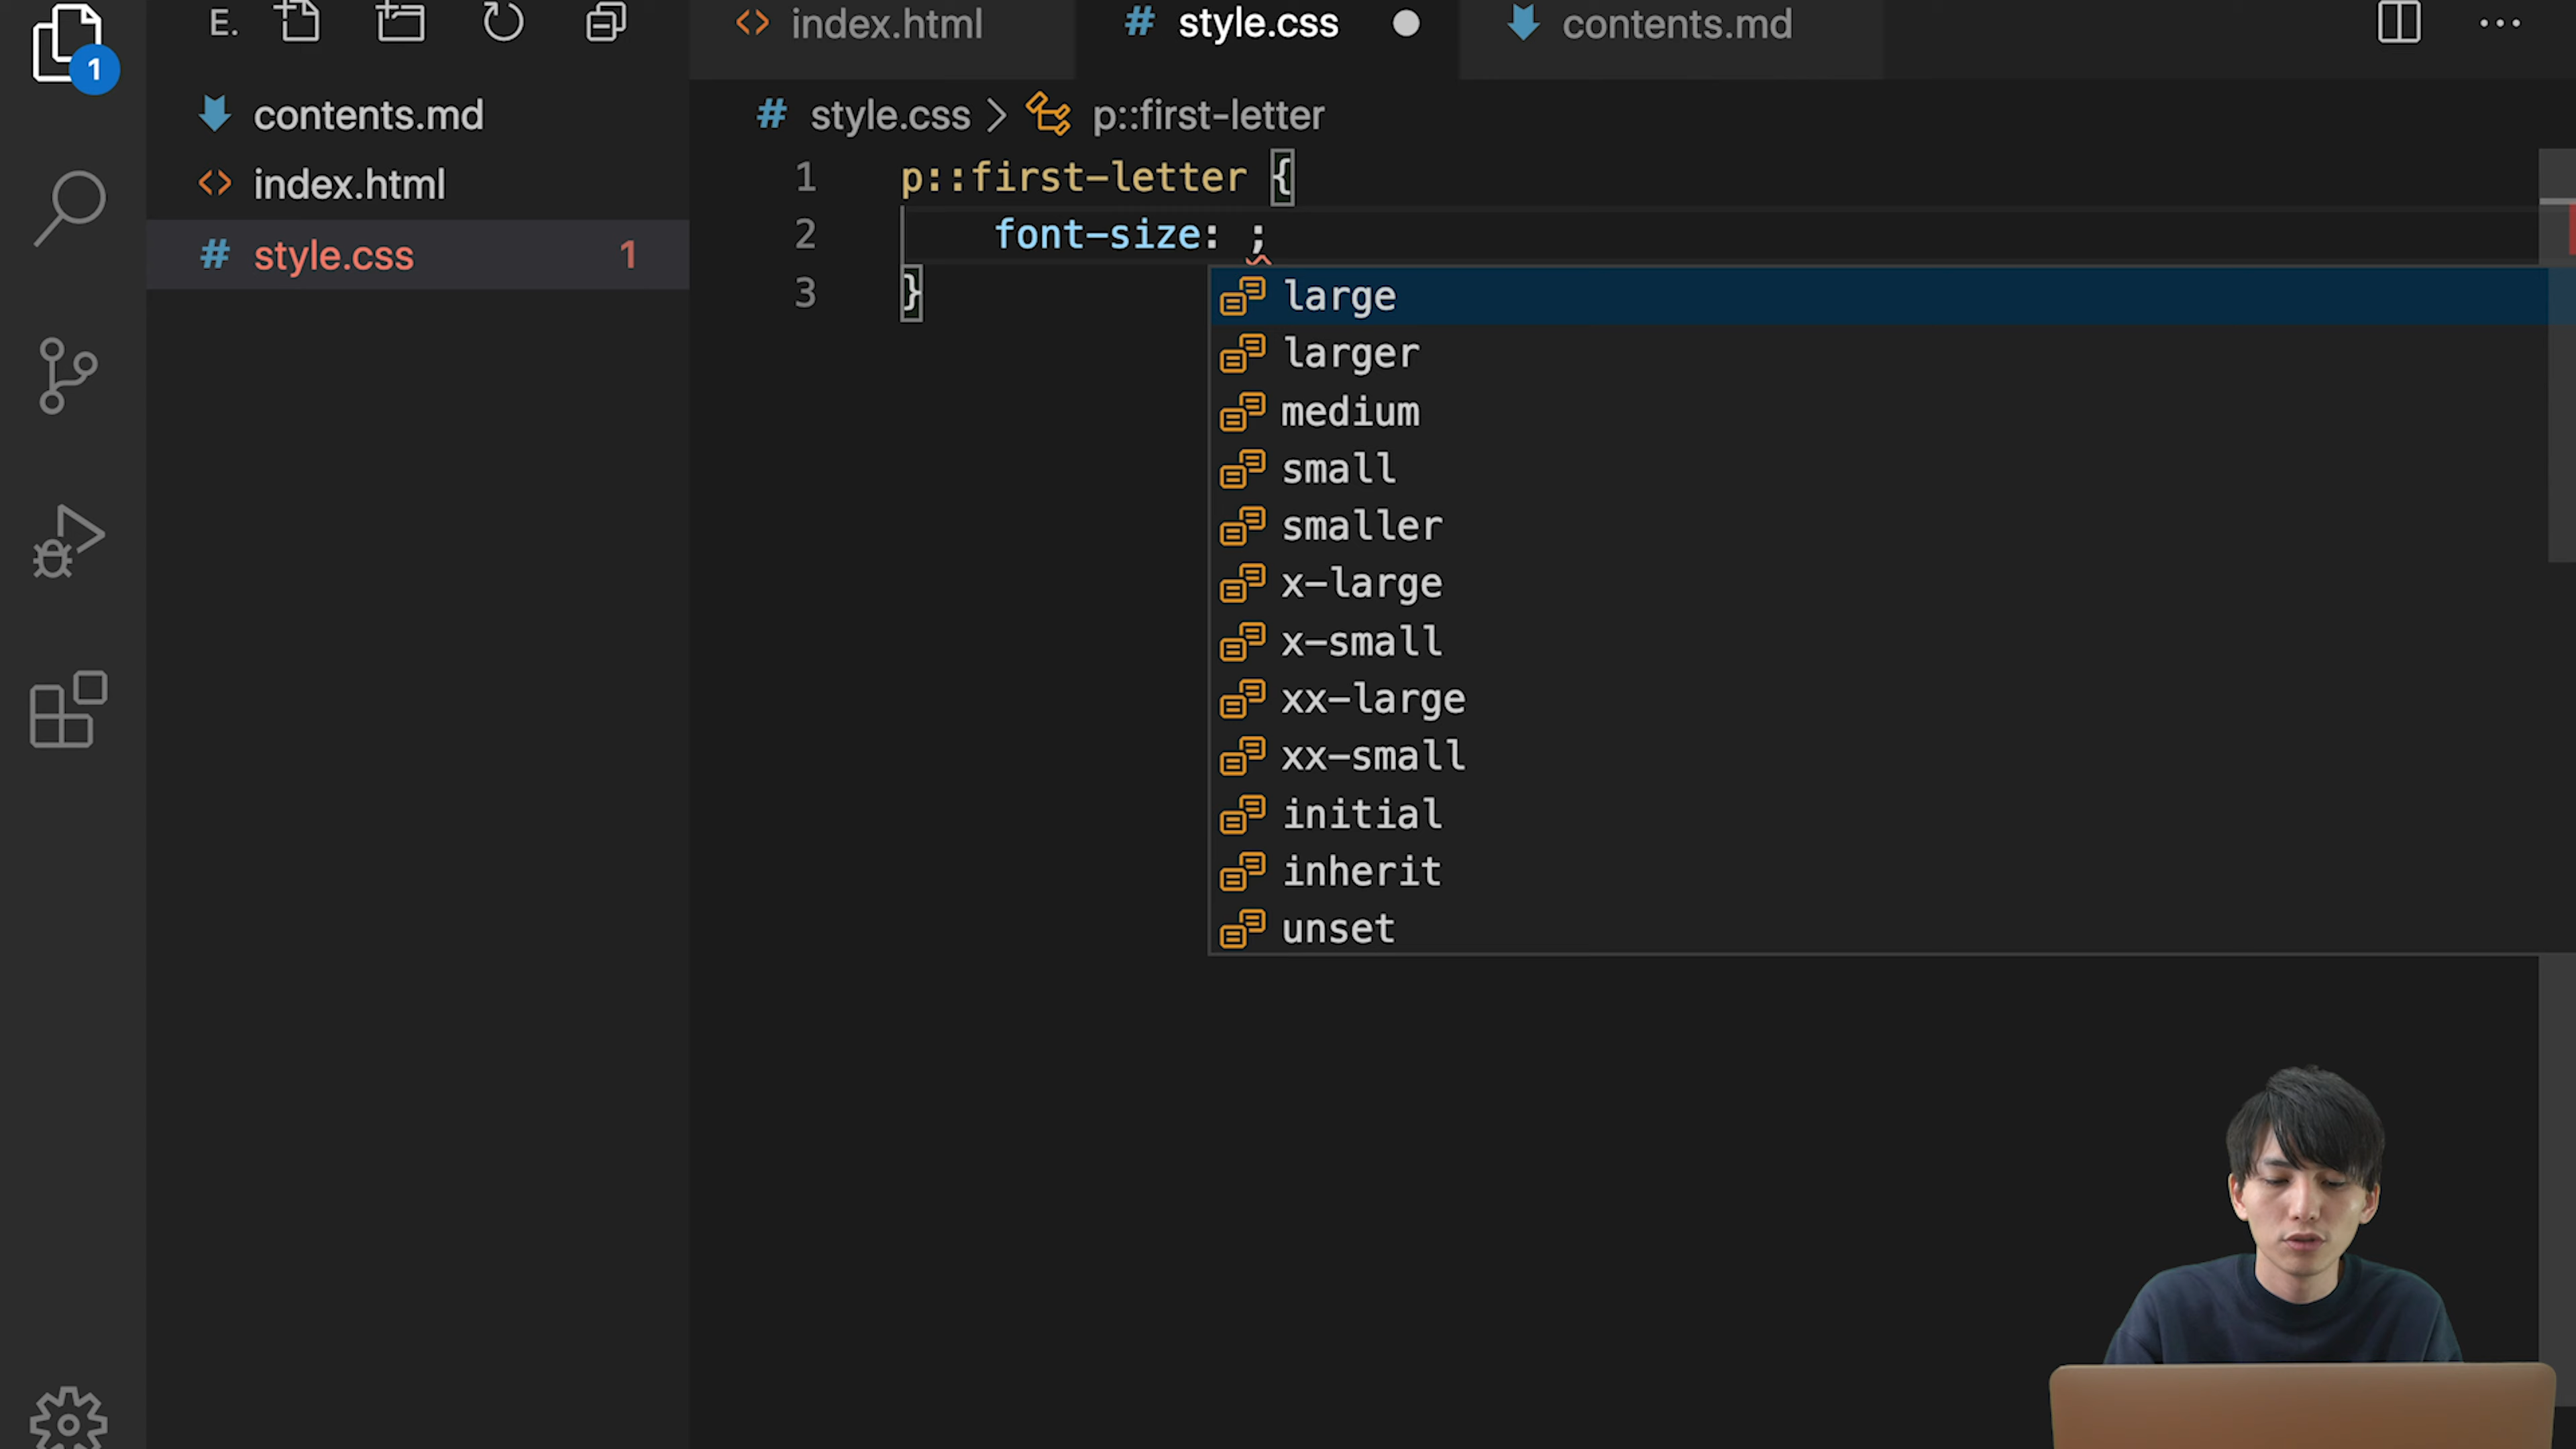 1
E.
index.html
style.css
contents.md
contents.md
index.html
style.css 1
style.css > p::first-letter
1 p::first-letter {
2 font-size: ;
3 }
large
larger
medium
small
smaller
x-large
x-small
xx-large
xx-small
initial
inherit
unset